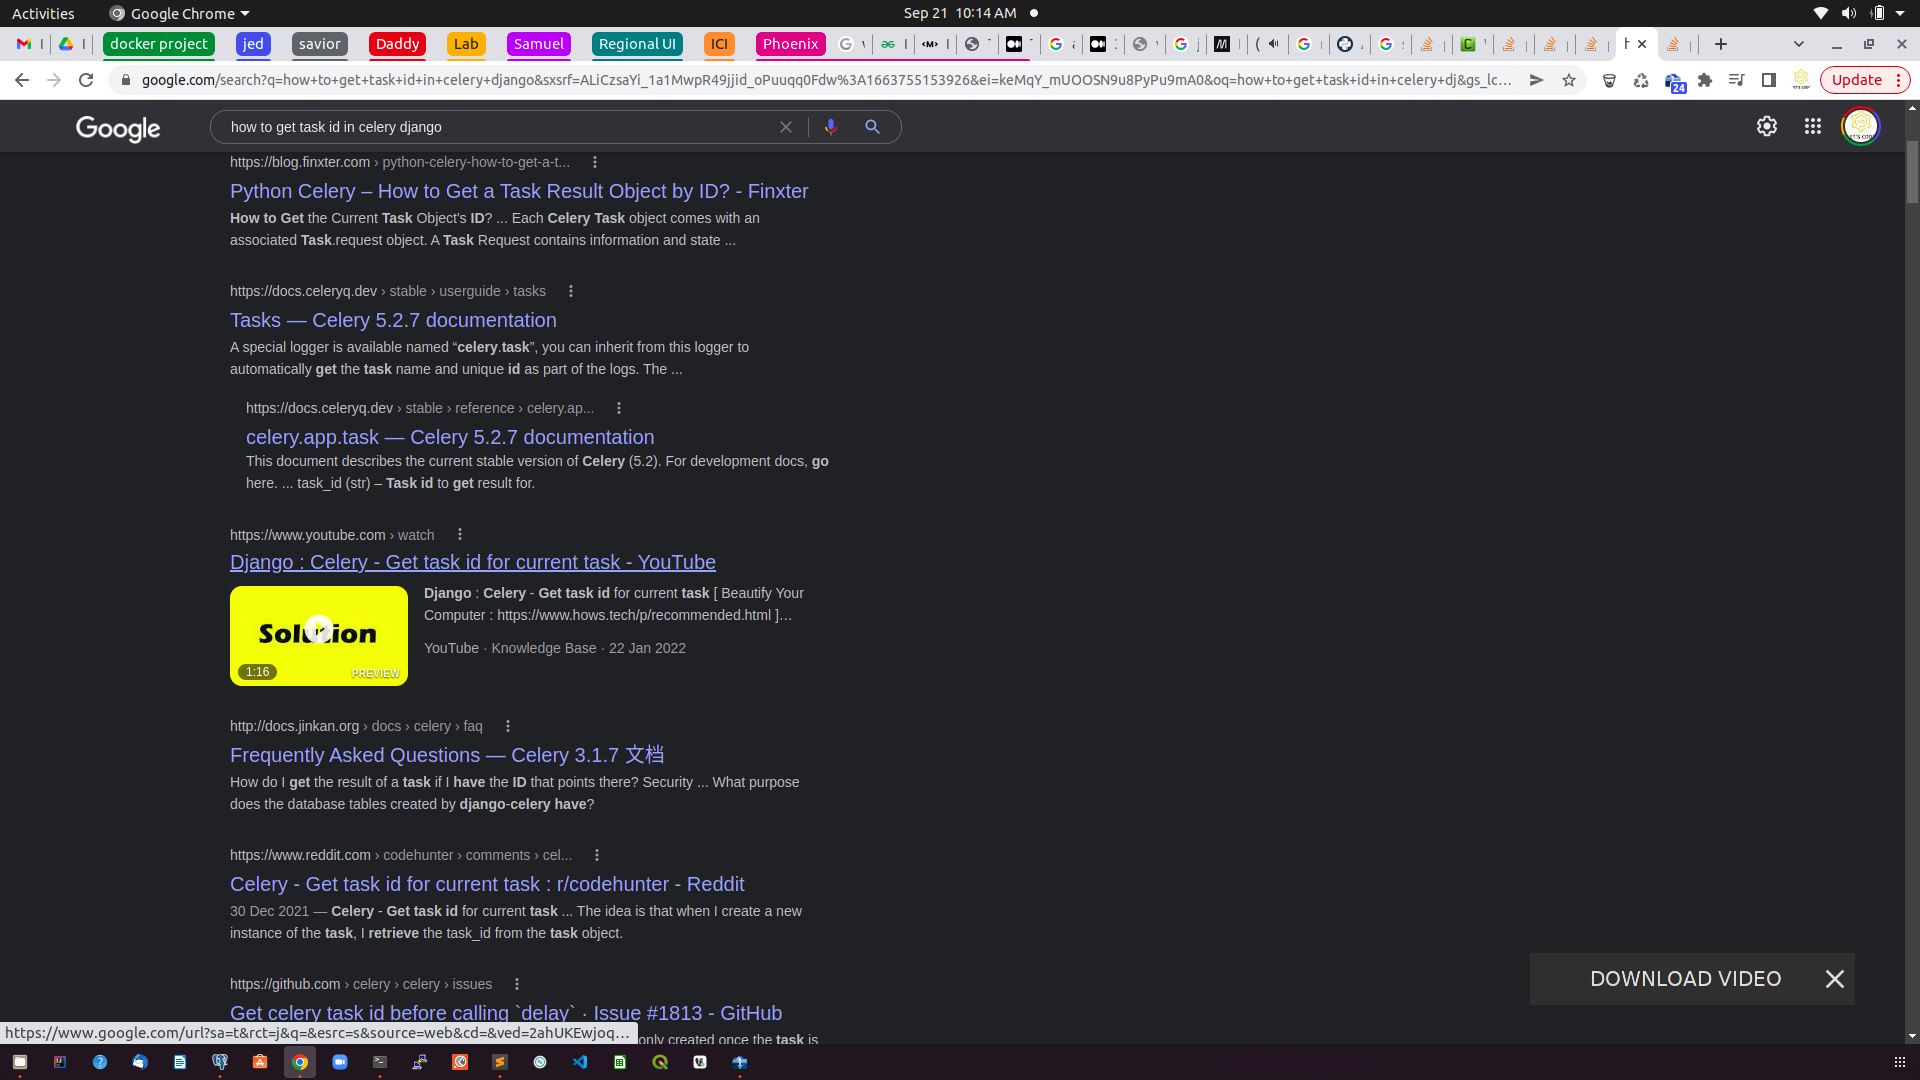 Activities
Google Chrome
Sep 21 10:14 AM
docker project
jed
savior
Daddy
Lab
Samuel
Regional UI
ICI
Phoenix
google.com/search?q=how+to+get+task+id+in+celery+django&sxsrf=ALiCzsaYi_1a1MwpR49jjid_oPuuqq0Fdw%3A1663755153926&ei=keMqY_mUOOSN9u8PyPu9mA0&oq=how+to+get+task+id+in+celery+dj&gs_lc...
24
Update
Google
how to get task id in celery django
https://blog.finxter.com › python-celery-how-to-get-a-t...
Python Celery – How to Get a Task Result Object by ID? - Finxter
How to Get the Current Task Object's ID? ... Each Celery Task object comes with an
associated Task.request object. A Task Request contains information and state ...
https://docs.celeryq.dev › stable › userguide › tasks
Tasks — Celery 5.2.7 documentation
A special logger is available named “celery.task”, you can inherit from this logger to
automatically get the task name and unique id as part of the logs. The ...
https://docs.celeryq.dev › stable › reference › celery.ap...
celery.app.task — Celery 5.2.7 documentation
This document describes the current stable version of Celery (5.2). For development docs, go
here. ... task_id (str) – Task id to get result for.
https://www.youtube.com › watch
Django : Celery - Get task id for current task - YouTube
Solution
1:16
PREVIEW
Django : Celery - Get task id for current task [ Beautify Your
Computer : https://www.hows.tech/p/recommended.html ]...
YouTube · Knowledge Base · 22 Jan 2022
http://docs.jinkan.org › docs › celery › faq
Frequently Asked Questions — Celery 3.1.7 文档
How do I get the result of a task if I have the ID that points there? Security ... What purpose
does the database tables created by django-celery have?
https://www.reddit.com › codehunter › comments › cel...
Celery - Get task id for current task : r/codehunter - Reddit
30 Dec 2021 — Celery - Get task id for current task ... The idea is that when I create a new
instance of the task, I retrieve the task_id from the task object.
https://github.com › celery › celery › issues
Get celery task id before calling `delay` · Issue #1813 - GitHub
only created once the task is
DOWNLOAD VIDEO
https://www.google.com/url?sa=t&rct=j&q=&esrc=s&source=web&cd=&ved=2ahUKEwjoq...